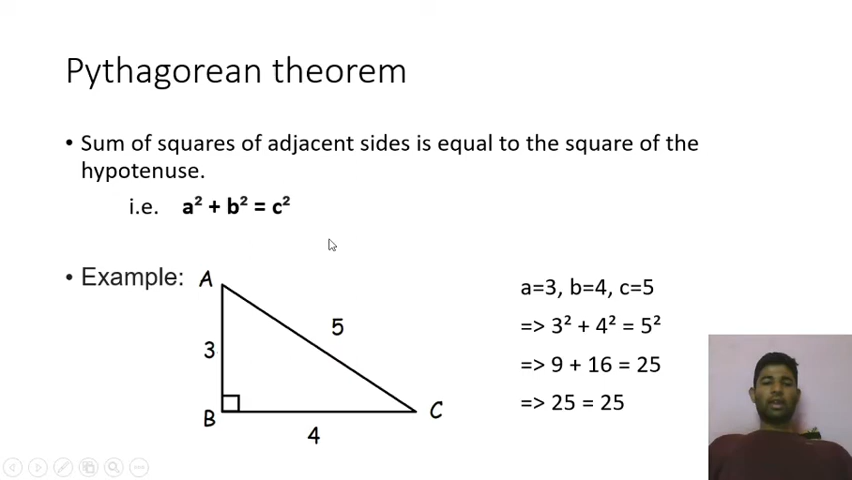 Pythagorean theorem
• Sum of squares of adjacent sides is equal to the square of the
hypotenuse.
i.e. a² + b² = c²
• Example:
A
5
3
B
C
4
a=3, b=4, c=5
=> 3² + 4² = 5²
=> 9 + 16 = 25
=> 25 = 25